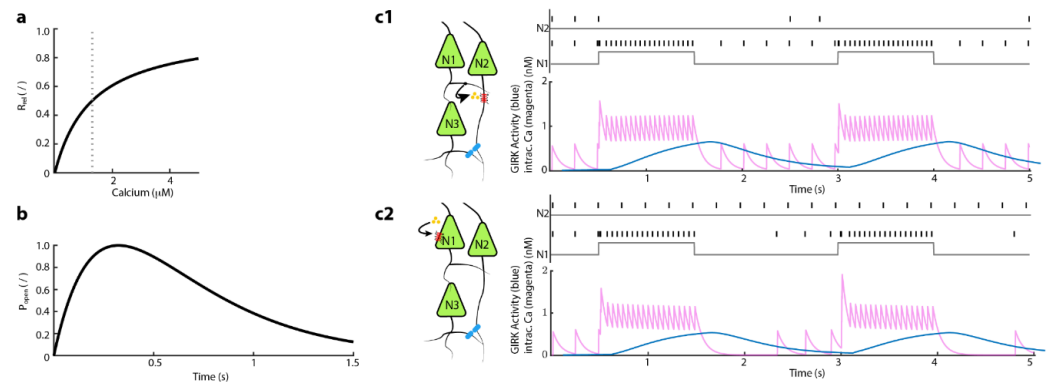 a
1.0
0.8
0.6
0.4
0.2
0
R_rel( / )
2
4
Calcium(μM)
b
1.0
0.8
0.6
0.4
0.2
0
P_open( / )
0.5
1
1.5
Time (s)
c1
N1
N2
N3
N2
N1
GIRK Activity (blue)
intrac. Ca (magenta) (nM)
2
1
0
1
2
3
4
5
Time (s)
c2
N1
N2
N3
N2
N1
GIRK Activity (blue)
intrac. Ca (magenta) (nM)
2
1
0
1
2
3
4
5
Time (s)